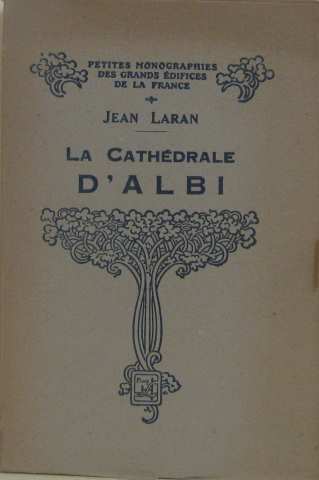 PETITES MONOGRAPHIES
DES GRANDS ÉDIFICES
DE LA FRANCE
JEAN LARAN
LA CATHÉDRALE
D'ALBI